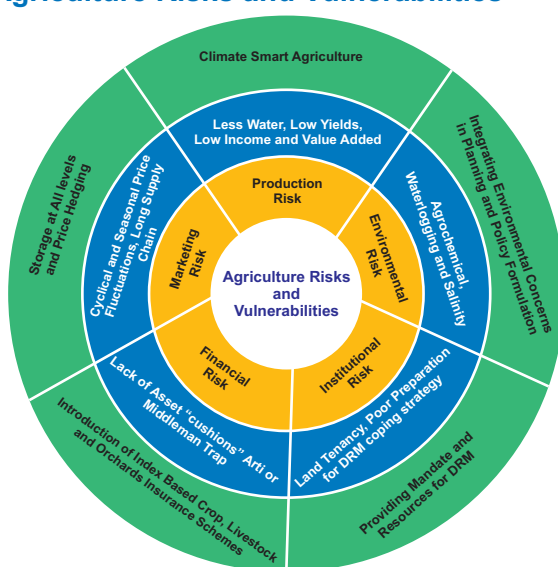 Agriculture Risks and Vulnerabilities
Climate Smart Agriculture
Less Water, Low Yields,
Low Income and Value Added
Production
Risk
Integrating Environmental Concerns
in Planning and Policy Formulation
Agrochemical,
Waterlogging and Salinity
Environmental
Risk
Providing Mandate and
Resources for DRM
Land Tenancy, Poor Preparation
for DRM coping strategy
Institutional
Risk
Introduction of Index Based Crop, Livestock
and Orchards Insurance Schemes
Lack of Asset “cushions” Arti or
Middleman Trap
Financial
Risk
Storage at All levels
and Price Hedging
Cyclical and Seasonal Price
Fluctuations, Long Supply
Chain
Marketing
Risk
Agriculture Risks
and
Vulnerabilities